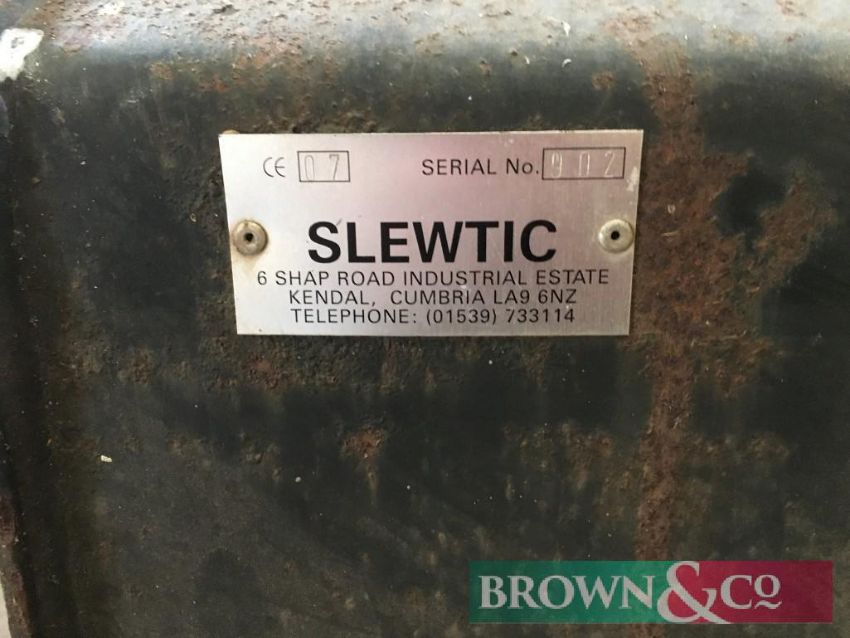 CE 07 SERIAL No. 902
SLEWTIC
6 SHAP ROAD INDUSTRIAL ESTATE
KENDAL, CUMBRIA LA9 6NZ
TELEPHONE: (01539) 733114
BROWN&CO